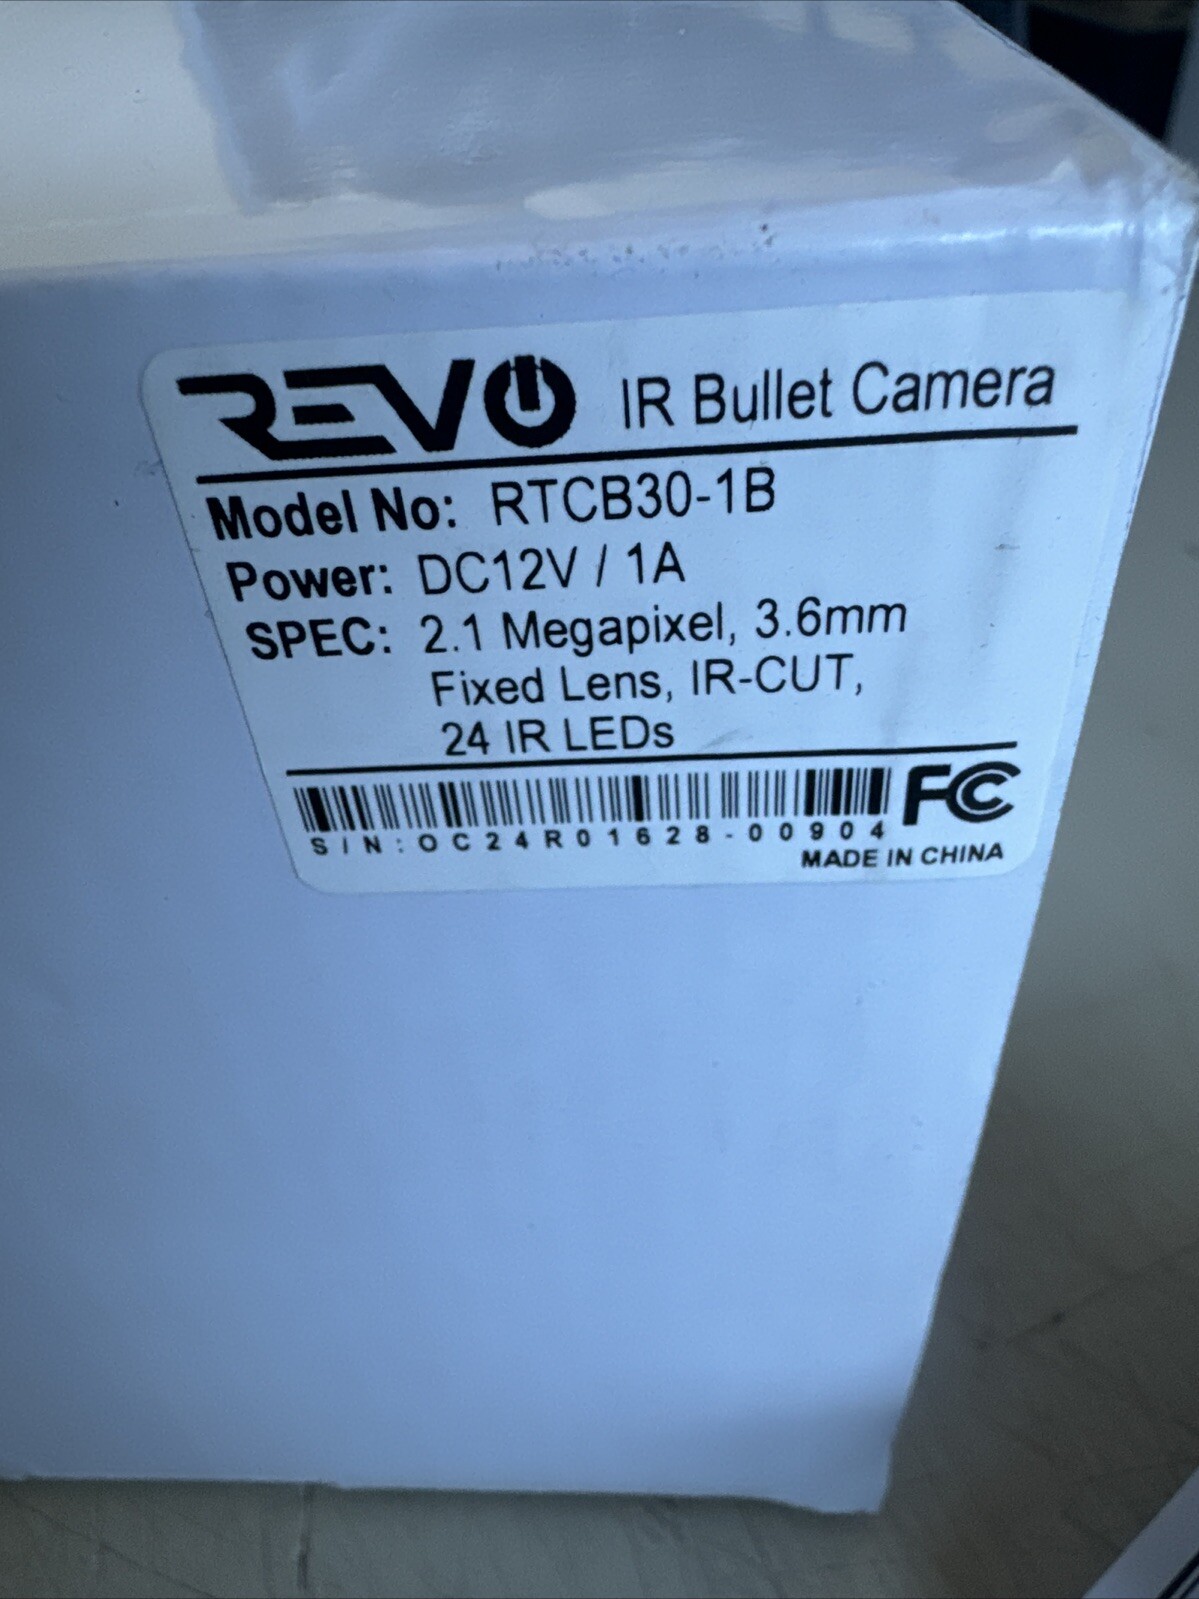 REVO IR Bullet Camera
Model No: RTCB30-1B
Power: DC12V / 1A
SPEC: 2.1 Megapixel, 3.6mm
Fixed Lens, IR-CUT,
24 IR LEDs
FC
S/N:OC24R01628-00904
MADE IN CHINA